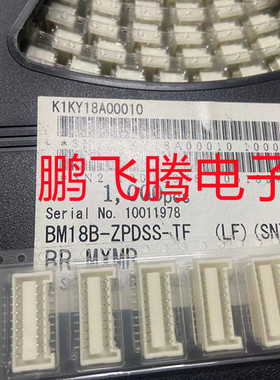 K1KY18A00010
鹏飞腾电子
1,000pcs
Serial No. 10011978
BM18B-ZPDSS-TF (LF)(SN